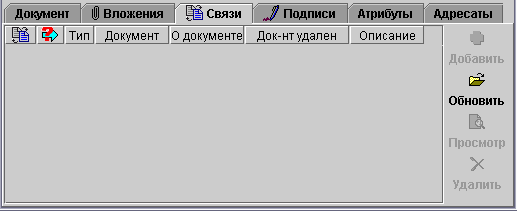 Документ Вложения Связи Подписи Атрибуты Адресаты
Тип Документ О документе Док-нт удален Описание
Добавить
Обновить
Просмотр
Удалить